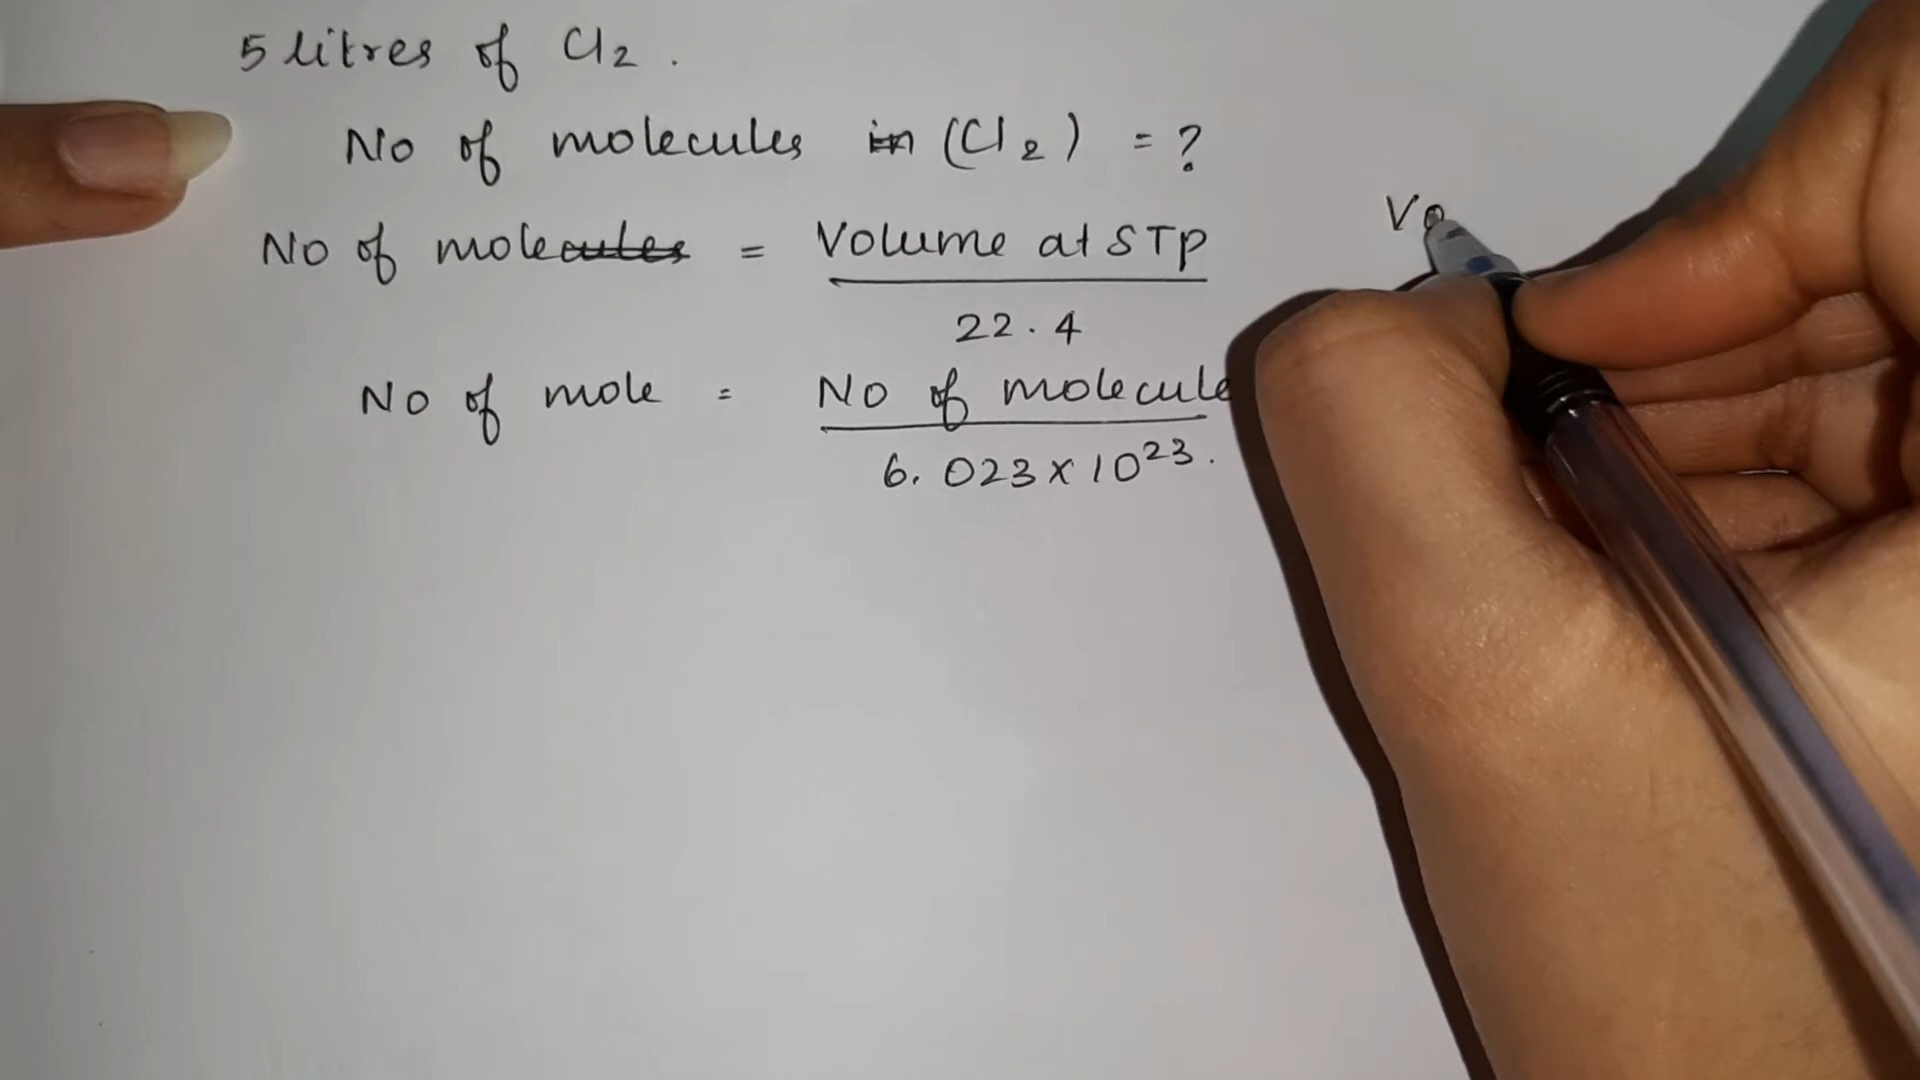 5 litres of Cl2.
No of molecules in (Cl2) = ?
No of molecules = Volume at STP
22.4
No of mole = No of molecule
6.023 x 10^23.